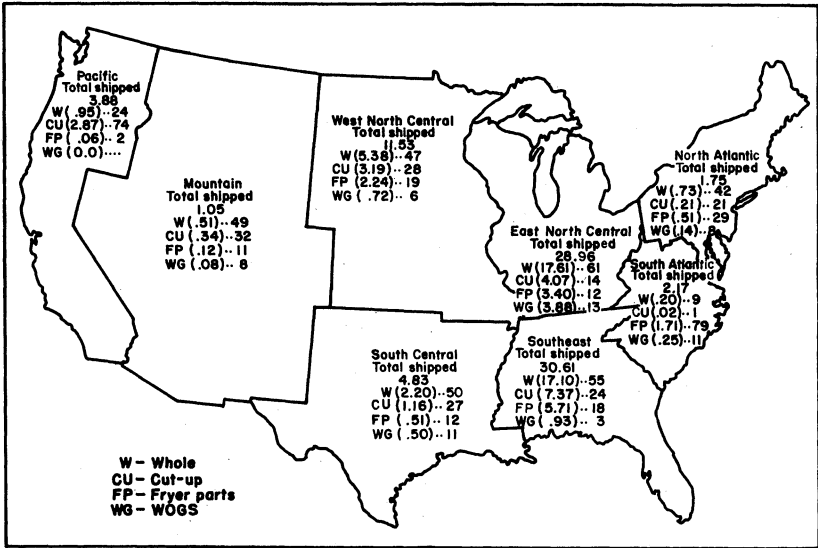 Pacific
Total shipped
3.88
W( .95)··24
CU(2.87)··74
FP( .06)·· 2
WG (0.0)····
Mountain
Total shipped
1.05
W(.51)··49
CU (.34)··32
FP (.12)·· 11
WG (.08)·· 8
West North Central
Total shipped
11.53
W(5.38)··47
CU (3.19)·· 28
FP (2.24)·· 19
WG ( .72)·· 6
North Atlantic
Total shipped
1.75
W(.73)·· 42
CU (.21)·· 21
FP(.51)·· 29
WG(.14)·· 8
East North Central
Total shipped
28.96
W(17.61)·· 61
CU(4.07)·· 14
FP (3.40)·· 12
WG (3.88)·· 13
South Atlantic
Total shipped
2.17
W(.20)·· 9
CU(.02)·· 1
FP (1.71)··79
WG (.25)··11
South Central
Total shipped
4.83
W(2.20)··50
CU (1.16)·· 27
FP ( .51)·· 12
WG ( .50)·· 11
Southeast
Total shipped
30.61
W(17.10)··55
CU (7.37)··24
FP (5.71)·· 18
WG ( .93)·· 3
W – Whole
CU – Cut-up
FP – Fryer parts
WG – WOGS